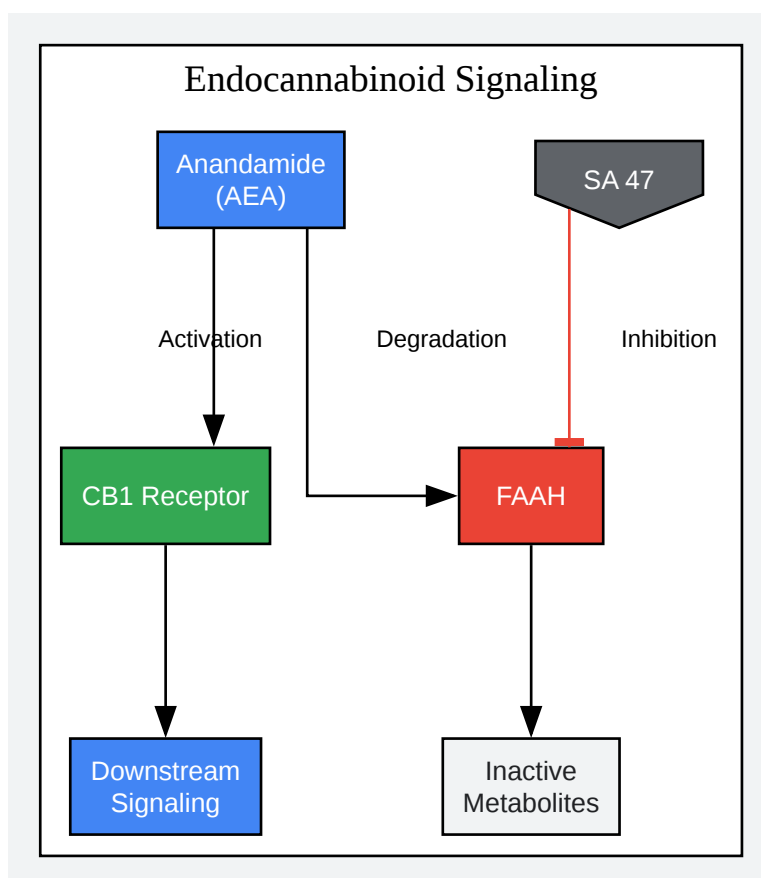 Endocannabinoid Signaling
Anandamide
(AEA)
SA 47
Activation
Degradation
Inhibition
CB1 Receptor
FAAH
Downstream
Signaling
Inactive
Metabolites